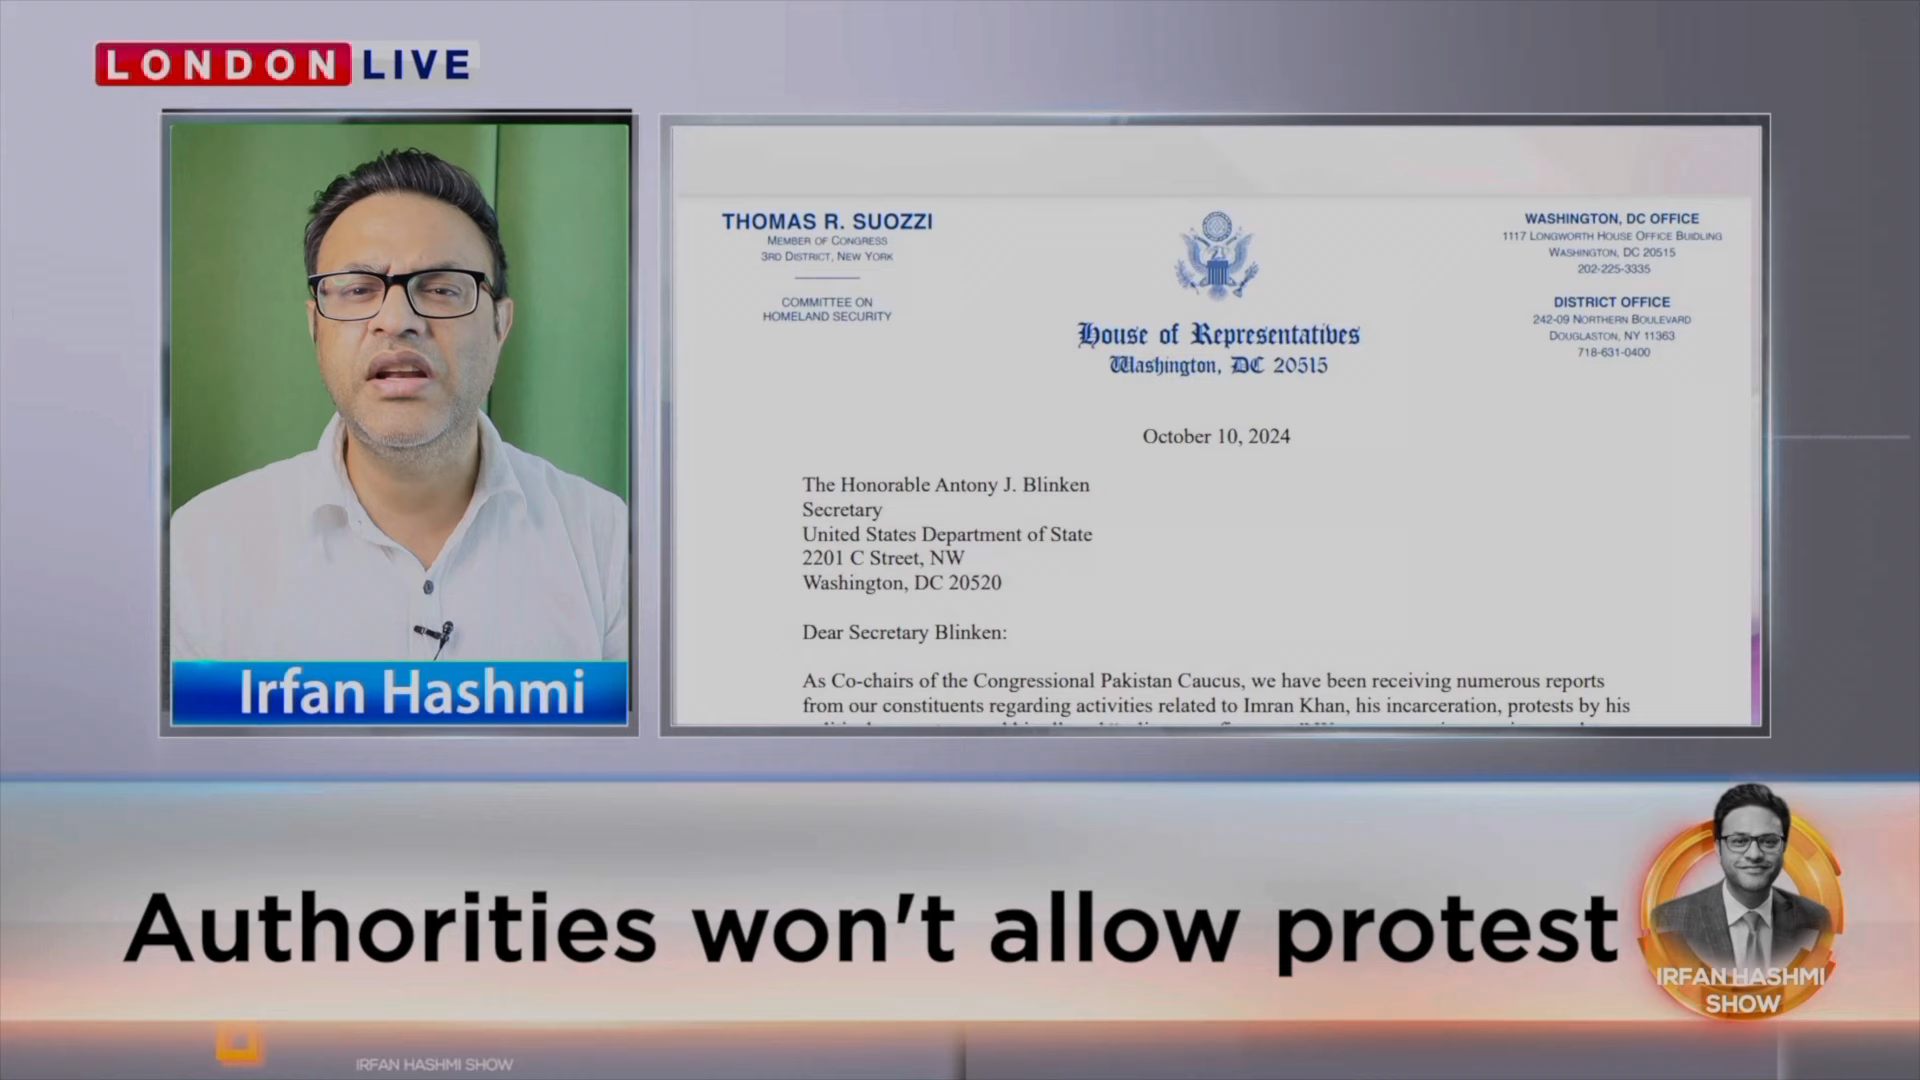 LONDON LIVE
Irfan Hashmi
THOMAS R. SUOZZI
MEMBER OF CONGRESS
3RD DISTRICT, NEW YORK
COMMITTEE ON
HOMELAND SECURITY
House of Representatives
Washington, DC 20515
WASHINGTON, DC OFFICE
1117 LONGWORTH HOUSE OFFICE BUIDLING
WASHINGTON, DC 20515
202-225-3335
DISTRICT OFFICE
242-09 NORTHERN BOULEVARD
DOUGLASTON, NY 11363
718-631-0400
October 10, 2024
The Honorable Antony J. Blinken
Secretary
United States Department of State
2201 C Street, NW
Washington, DC 20520
Dear Secretary Blinken:
As Co-chairs of the Congressional Pakistan Caucus, we have been receiving numerous reports
from our constituents regarding activities related to Imran Khan, his incarceration, protests by his
Authorities won't allow protest
IRFAN HASHMI
SHOW
IRFAN HASHMI SHOW